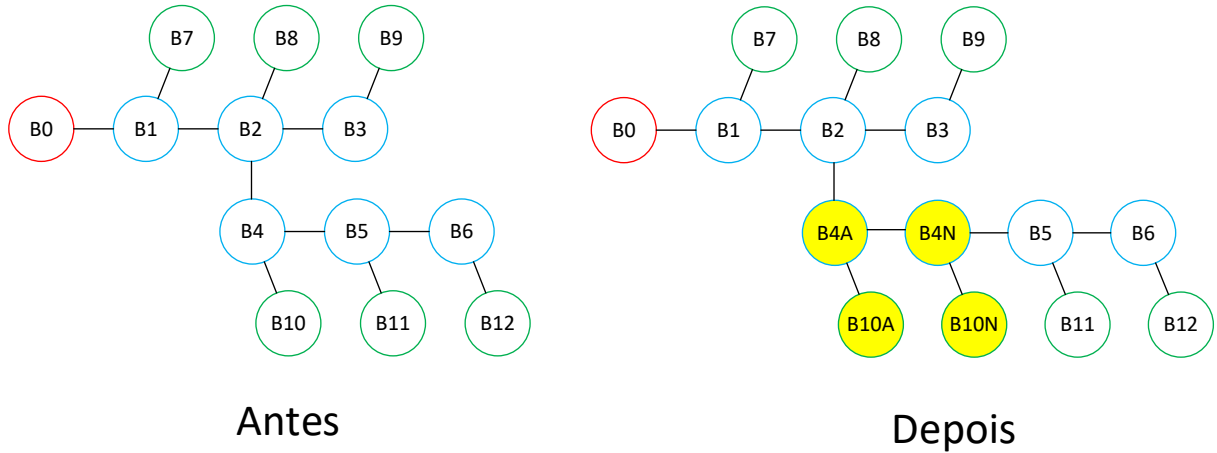 B7 B8 B9
B0 B1 B2 B3
B4 B5 B6
B10 B11 B12
Antes
B7 B8 B9
B0 B1 B2 B3
B4A B4N B5 B6
B10A B10N B11 B12
Depois